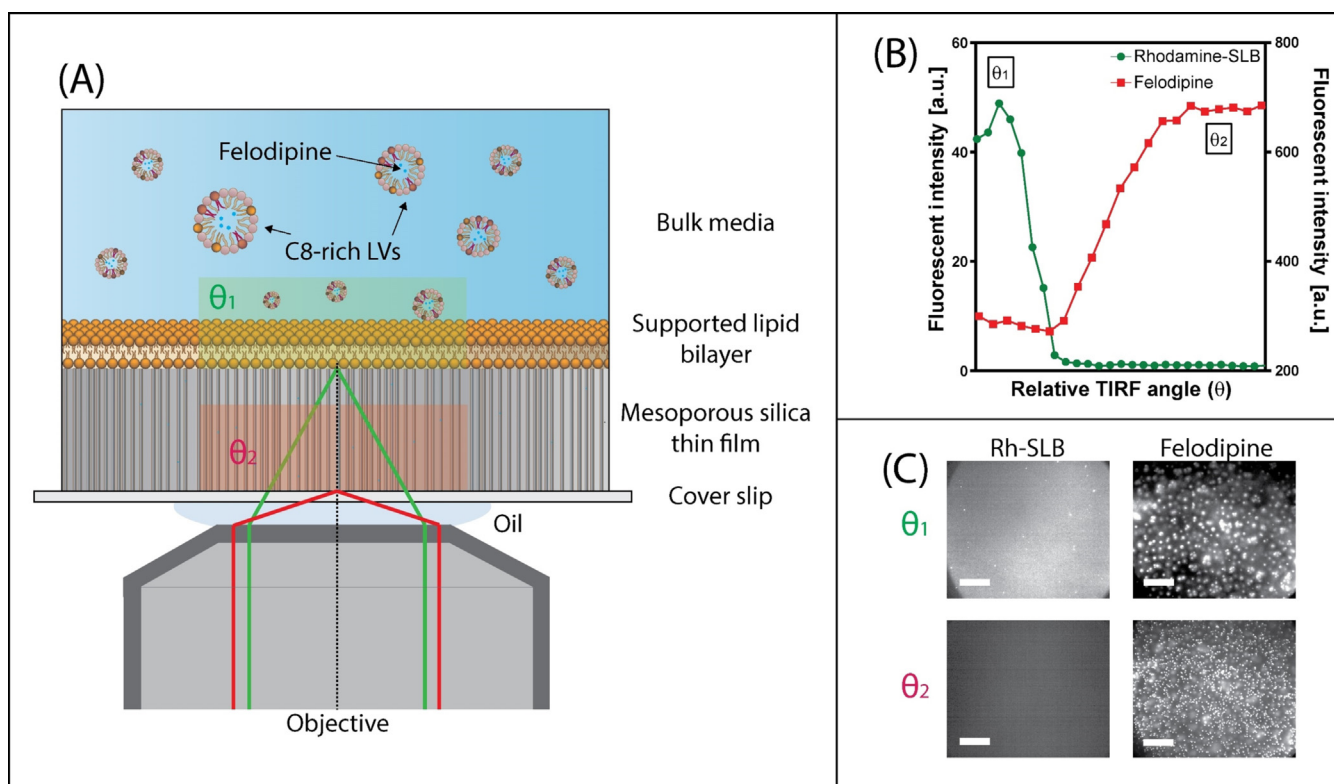 (A)
Felodipine
C8-rich LVs
Bulk media
θ1
Supported lipid
bilayer
Mesoporous silica
thin film
θ2
Cover slip
Oil
Objective
(B)
Fluorescent intensity [a.u.]
60
40
20
0
θ1
Rhodamine-SLB
Felodipine
θ2
800
600
400
200
Fluorescent intensity [a.u.]
Relative TIRF angle (θ)
(C)
Rh-SLB
Felodipine
θ1
θ2